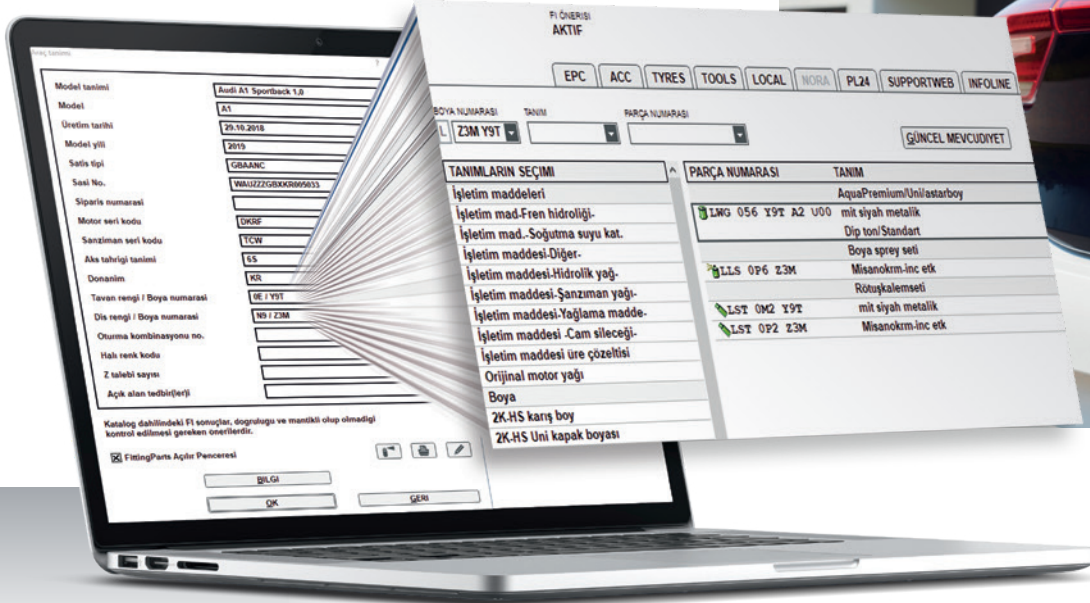 Araç tanimi
?
Model tanimi Audi A1 Sportback 1,0
Model A1
Üretim tarihi 29.10.2018
Model yili 2019
Satis tipi GBAANC
Sasi No. WAUZZZGBXKR005033
Siparis numarasi
Motor seri kodu DKRF
Sanziman seri kodu TCW
Aks tahrigi tanimi 6S
Donanim KR
Tavan rengi / Boya numarasi 0E / Y9T
Dis rengi / Boya numarasi N9 / Z3M
Oturma kombinasyonu no.
Halı renk kodu
Z talebi sayısı
Açık alan tedbir(ler)i
Katalog dahilindeki FI sonuçlar, dogrulugu ve mantikli olup olmadigi
kontrol edilmesi gereken önerilerdir.
FittingParts Açılır Penceresi
BILGI
OK GERI
FI ÖNERISI
AKTIF
EPC ACC TYRES TOOLS LOCAL NORA PL24 SUPPORTWEB INFOLINE
BOYA NUMARASI TANIM PARÇA NUMARASI
L Z3M Y9T
GÜNCEL MEVCUDIYET
TANIMLARIN SEÇIMI
İşletim maddeleri
İşletim mad-Fren hidroliği-
İşletim mad.-Soğutma suyu kat.
İşletim maddesi-Diğer-
İşletim maddesi-Hidrolik yağ-
İşletim maddesi-Şanzıman yağı-
İşletim maddesi-Yağlama madde-
İşletim maddesi -Cam sileceği-
İşletim maddesi üre çözeltisi
Orijinal motor yağı
Boya
2K-HS karış boy
2K-HS Uni kapak boyası
PARÇA NUMARASI TANIM
AquaPremium/Uni/astarboy
LWG 056 Y9T A2 U00 mit siyah metalik
Dip ton/Standart
Boya sprey seti
LLS 0P6 Z3M Misanokrm-inc etk
Rötuşkalemseti
LST 0M2 Y9T mit siyah metalik
LST 0P2 Z3M Misanokrm-inc etk